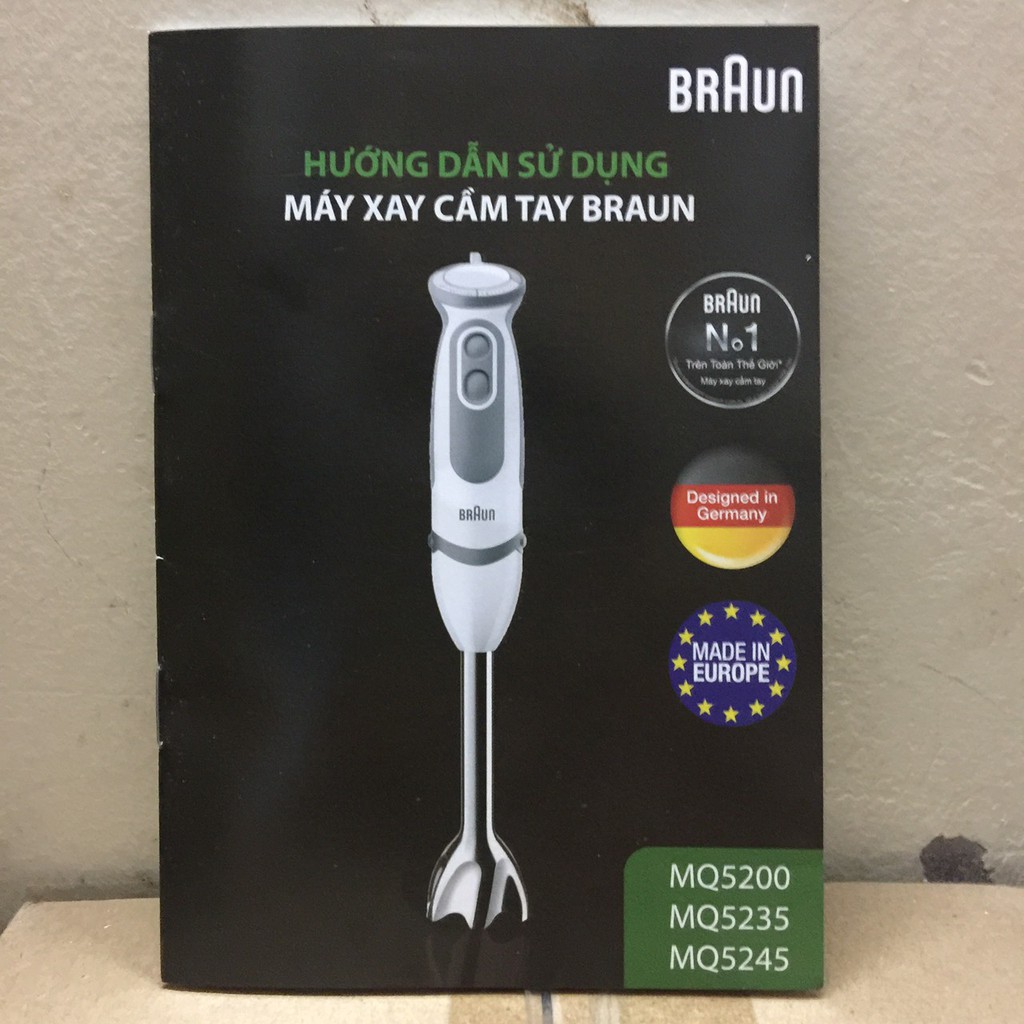 BRAUN
HƯỚNG DẪN SỬ DỤNG
MÁY XAY CẦM TAY BRAUN
BRAUN
No1
Trên Toàn Thế Giới*
Máy xay cầm tay
Designed in
Germany
BRAUN
MADE IN
EUROPE
MQ5200
MQ5235
MQ5245